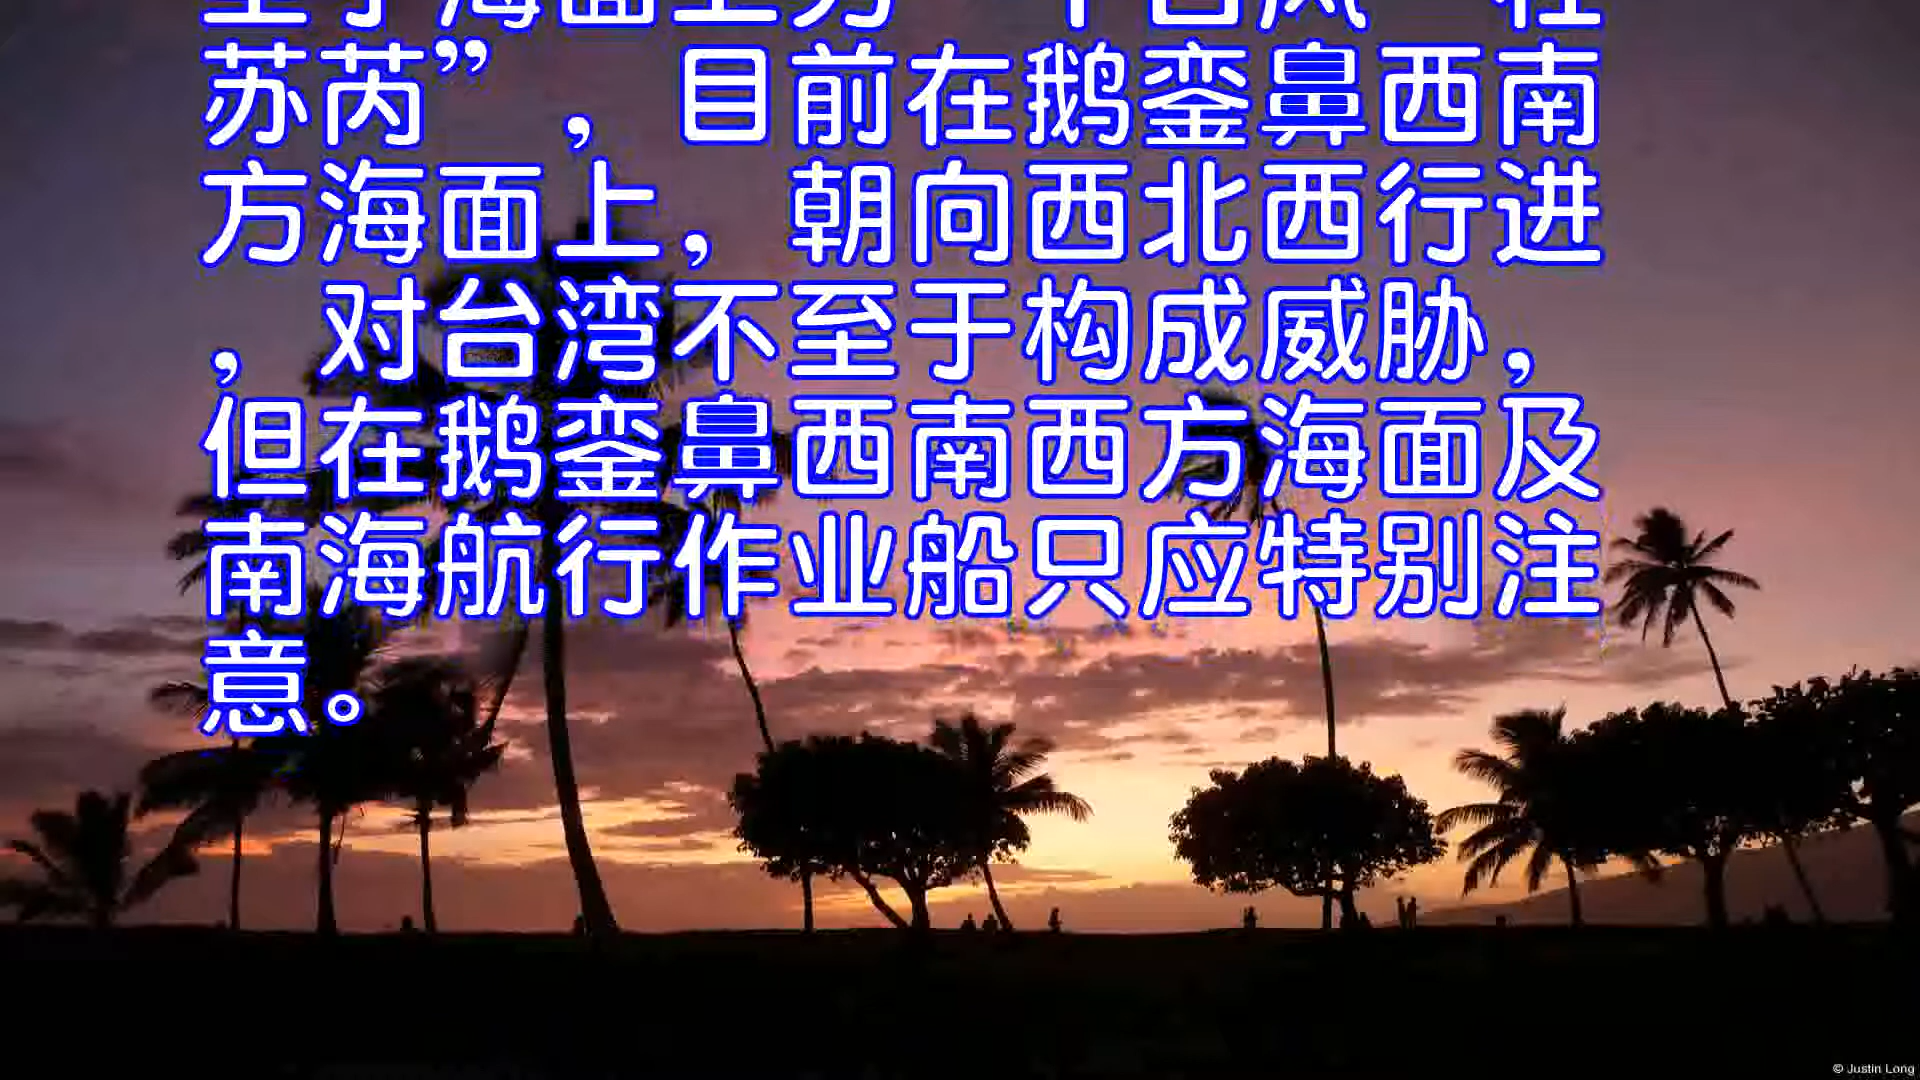 苏芮”，目前在鹅銮鼻西南
方海面上，朝向西北西行进
，对台湾不至于构成威胁，
但在鹅銮鼻西南西方海面及
南海航行作业船只应特别注
意。
© Justin Long